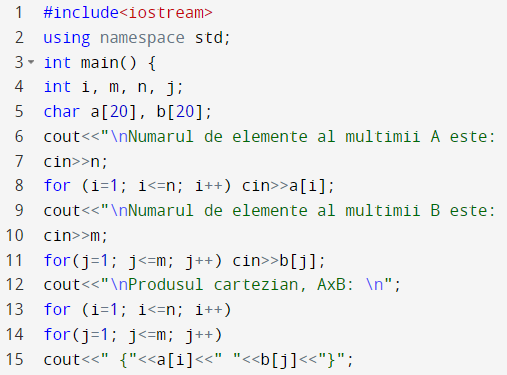 1 #include<iostream>
2 using namespace std;
3 int main() {
4 int i, m, n, j;
5 char a[20], b[20];
6 cout<<"\nNumarul de elemente al multimii A este:
7 cin>>n;
8 for (i=1; i<=n; i++) cin>>a[i];
9 cout<<"\nNumarul de elemente al multimii B este:
10 cin>>m;
11 for(j=1; j<=m; j++) cin>>b[j];
12 cout<<"\nProdusul cartezian, AxB: \n";
13 for (i=1; i<=n; i++)
14 for(j=1; j<=m; j++)
15 cout<<" {"<<a[i]<<" "<<b[j]<<"}";